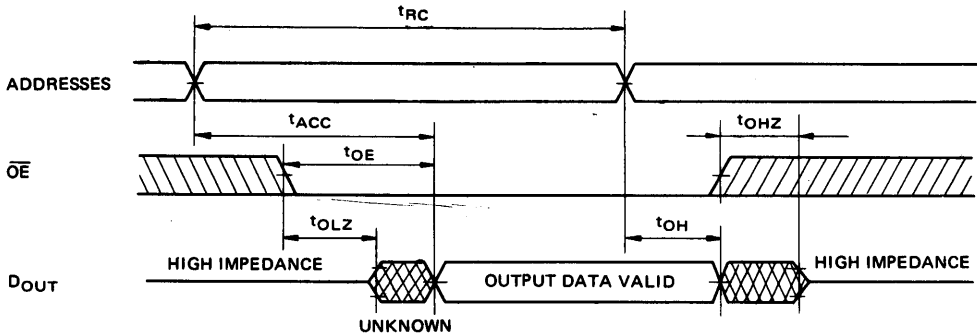 tRC
ADDRESSES
tACC
tOHZ
tOE
OE
tOLZ
tOH
HIGH IMPEDANCE
OUTPUT DATA VALID
HIGH IMPEDANCE
DOUT
UNKNOWN